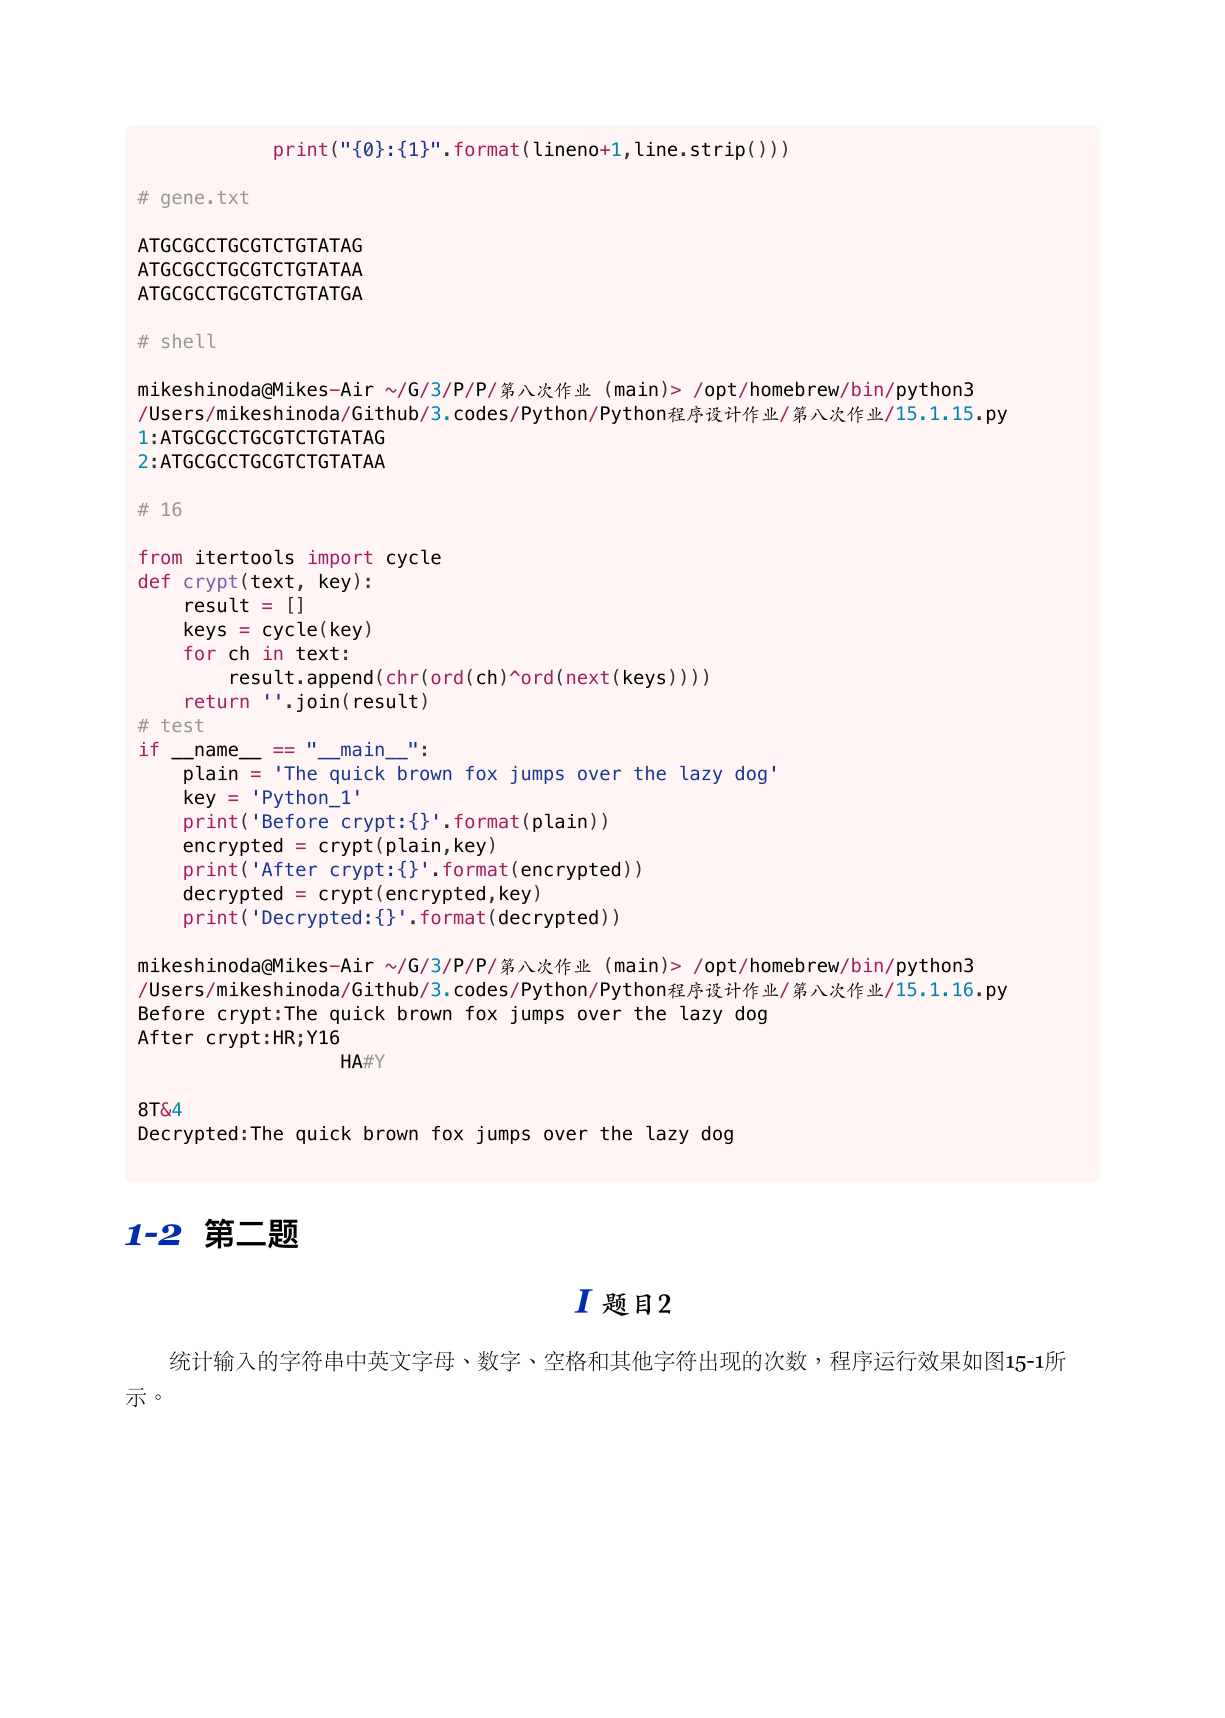 print("{0}:{1}".format(lineno+1,line.strip()))
# gene.txt
ATGCGCCTGCGTCTGTATAG
ATGCGCCTGCGTCTGTATAA
ATGCGCCTGCGTCTGTATGA
# shell
mikeshinoda@Mikes-Air ~/G/3/P/P/第八次作业 (main)> /opt/homebrew/bin/python3
/Users/mikeshinoda/Github/3.codes/Python/Python程序设计作业/第八次作业/15.1.15.py
1:ATGCGCCTGCGTCTGTATAG
2:ATGCGCCTGCGTCTGTATAA
# 16
from itertools import cycle
def crypt(text, key):
    result = []
    keys = cycle(key)
    for ch in text:
        result.append(chr(ord(ch)^ord(next(keys))))
    return ''.join(result)
# test
if __name__ == "__main__":
    plain = 'The quick brown fox jumps over the lazy dog'
    key = 'Python_1'
    print('Before crypt:{}'.format(plain))
    encrypted = crypt(plain,key)
    print('After crypt:{}'.format(encrypted))
    decrypted = crypt(encrypted,key)
    print('Decrypted:{}'.format(decrypted))
mikeshinoda@Mikes-Air ~/G/3/P/P/第八次作业 (main)> /opt/homebrew/bin/python3
/Users/mikeshinoda/Github/3.codes/Python/Python程序设计作业/第八次作业/15.1.16.py
Before crypt:The quick brown fox jumps over the lazy dog
After crypt:HR;Y16
HA#Y
8T&4
Decrypted:The quick brown fox jumps over the lazy dog
1-2 第二题
I 题目2
统计输入的字符串中英文字母、数字、空格和其他字符出现的次数，程序运行效果如图15-1所
示。